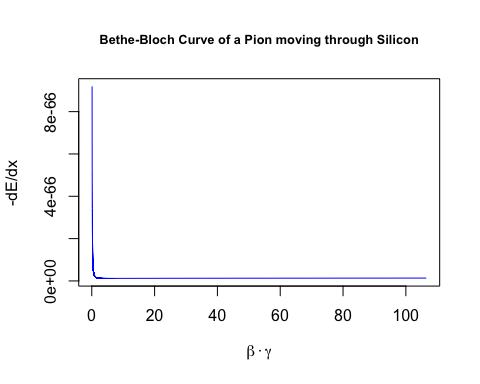 Bethe-Bloch Curve of a Pion moving through Silicon
-dE/dx
8e-66
4e-66
0e+00
0 20 40 60 80 100
β · γ